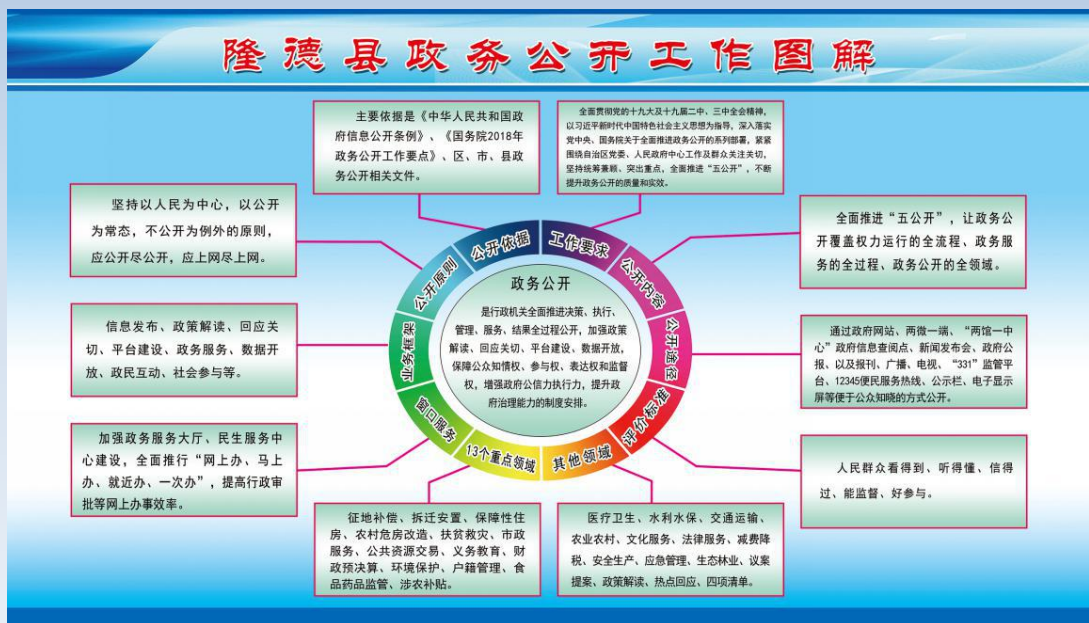 隆德县政务公开工作图解
主要依据是《中华人民共和国政
府信息公开条例》、《国务院2018年
政务公开工作要点》、区、市、县政
务公开相关文件。
全面贯彻党的十九大及十九届二中、三中全会精神,
以习近平新时代中国特色社会主义思想为指导,深入落实
党中央、国务院关于全面推进政务公开的系列部署,紧紧
围绕自治区党委、人民政府中心工作及群众关注关切,
坚持统筹兼顾、突出重点,全面推进“五公开”,不断
提升政务公开的质量和实效。
坚持以人民为中心,以公开
为常态,不公开为例外的原则,
应公开尽公开,应上网尽上网。
全面推进“五公开”,让政务公
开覆盖权力运行的全流程、政务服
务的全过程、政务公开的全领域。
公开依据
工作要求
公开原则
公开内容
业务框架
公开途径
窗口服务
评价标准
13个重点领域
其他领域
政务公开
是行政机关全面推进决策、执行、
管理、服务、结果全过程公开,加强政策
解读、回应关切、平台建设、数据开放,
保障公众知情权、参与权、表达权和监督
权,增强政府公信力执行力,提升政
府治理能力的制度安排。
信息发布、政策解读、回应关
切、平台建设、政务服务、数据开
放、政民互动、社会参与等。
通过政府网站、两微一端、“两馆一中
心”政府信息查阅点、新闻发布会、政府公
报、以及报刊、广播、电视、“331”监管平
台、12345便民服务热线、公示栏、电子显示
屏等便于公众知晓的方式公开。
加强政务服务大厅、民生服务中
心建设,全面推行“网上办、马上
办、就近办、一次办”,提高行政审
批等网上办事效率。
人民群众看得到、听得懂、信得
过、能监督、好参与。
征地补偿、拆迁安置、保障性住
房、农村危房改造、扶贫救灾、市政
服务、公共资源交易、义务教育、财
政预决算、环境保护、户籍管理、食
品药品监管、涉农补贴。
医疗卫生、水利水保、交通运输、
农业农村、文化服务、法律服务、减费降
税、安全生产、应急管理、生态林业、议案
提案、政策解读、热点回应、四项清单。